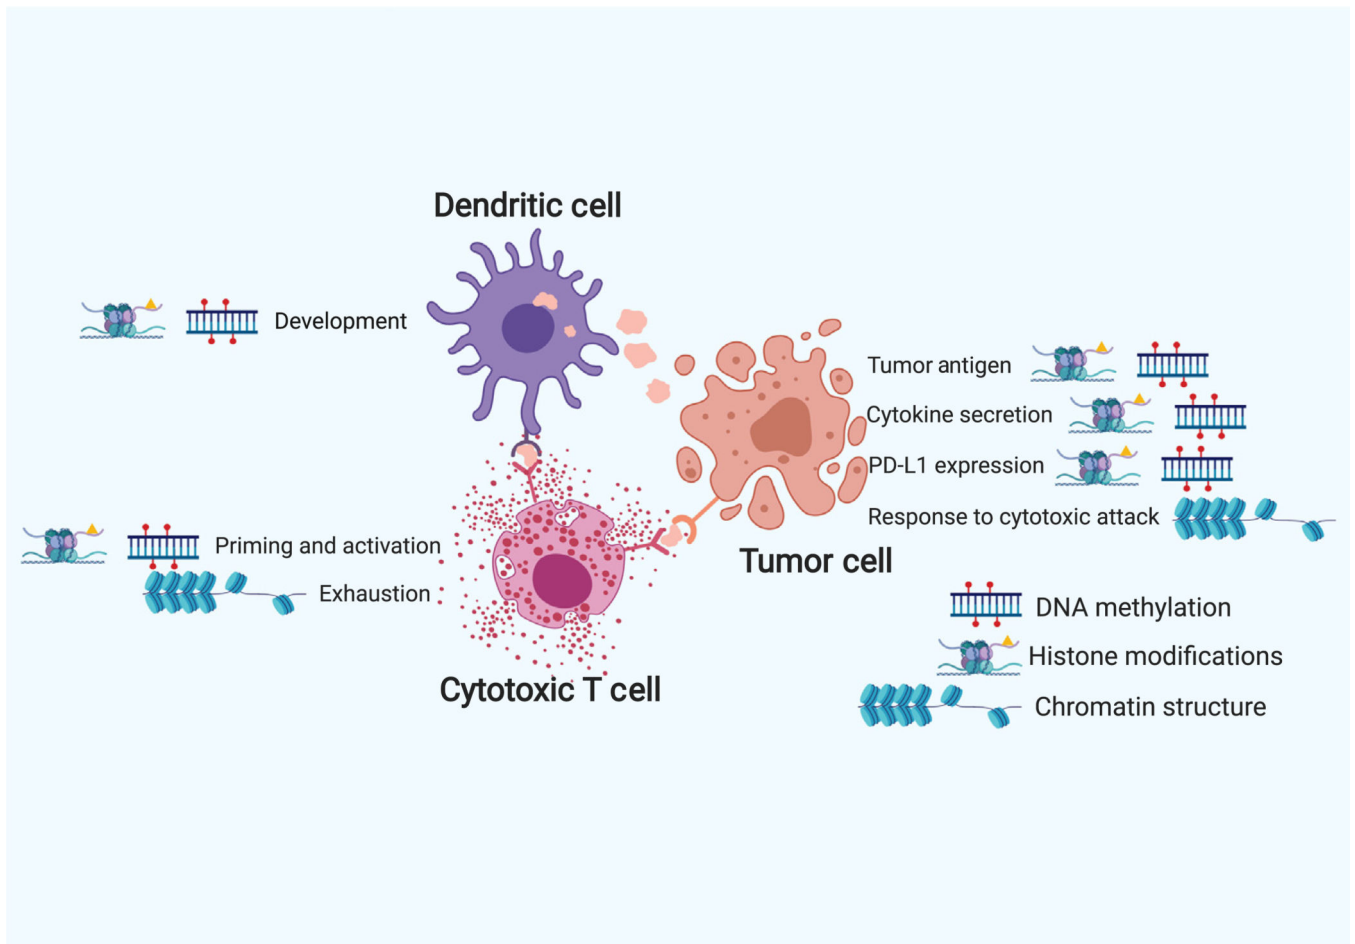 Dendritic cell
Development
Tumor antigen
Cytokine secretion
PD-L1 expression
Response to cytotoxic attack
Tumor cell
Priming and activation
Exhaustion
Cytotoxic T cell
DNA methylation
Histone modifications
Chromatin structure